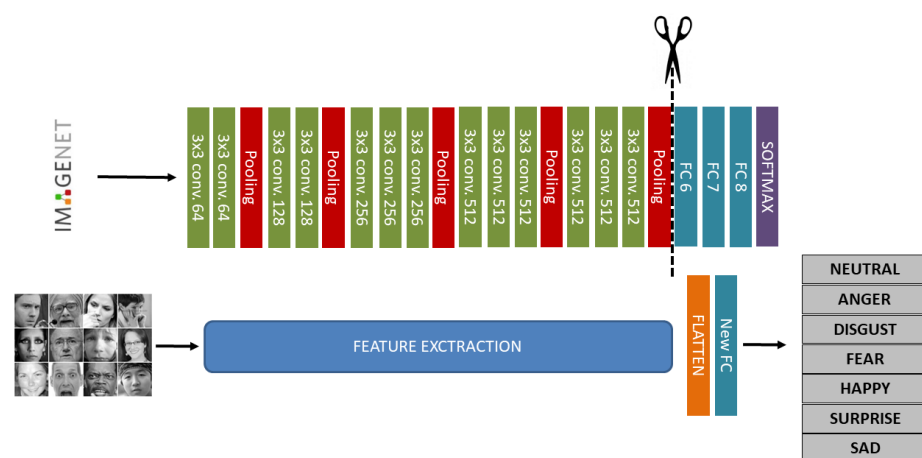 IMAGENET
3x3 conv. 64
3x3 conv. 64
Pooling
3x3 conv. 128
3x3 conv. 128
Pooling
3x3 conv. 256
3x3 conv. 256
3x3 conv. 256
Pooling
3x3 conv. 512
3x3 conv. 512
3x3 conv. 512
Pooling
3x3 conv. 512
3x3 conv. 512
3x3 conv. 512
Pooling
FC 6
FC 7
FC 8
SOFTMAX
FEATURE EXCTRACTION
FLATTEN
New FC
NEUTRAL
ANGER
DISGUST
FEAR
HAPPY
SURPRISE
SAD